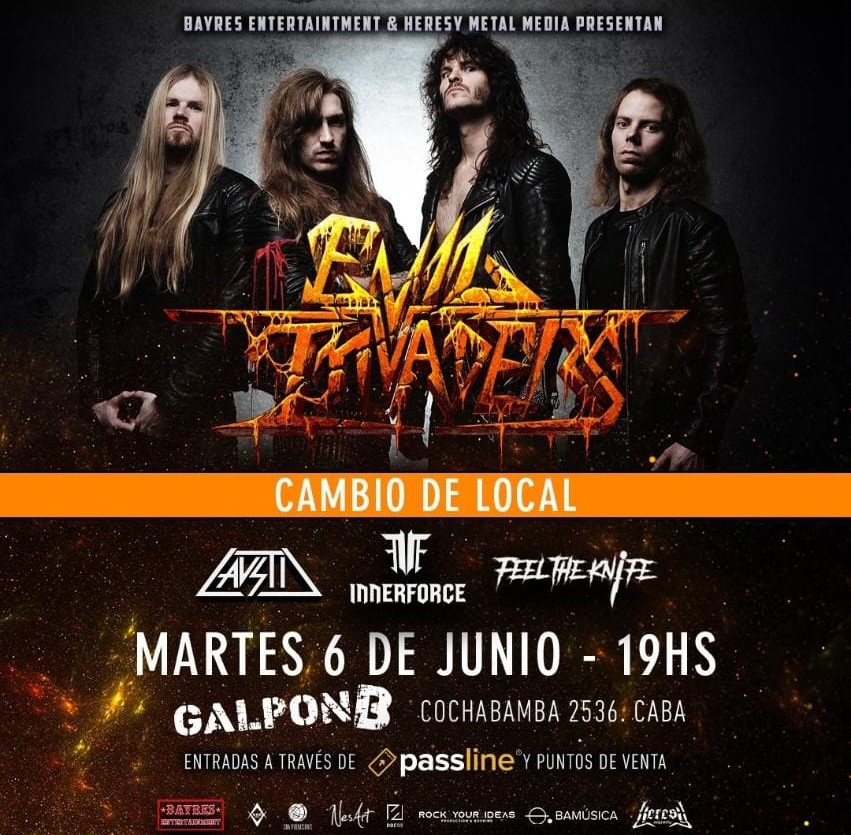 BAYRES ENTERTAINTMENT & HERESY METAL MEDIA PRESENTAN
EVIL
INVADERS
CAMBIO DE LOCAL
INNERFORCE
FEEL THE KNIFE
MARTES 6 DE JUNIO - 19HS
GALPON B COCHABAMBA 2536. CABA
ENTRADAS A TRAVÉS DE passline® Y PUNTOS DE VENTA
BAYRES ENTERTAINMENT NesArt ROCK YOUR IDEAS BAMÚSICA Heresy